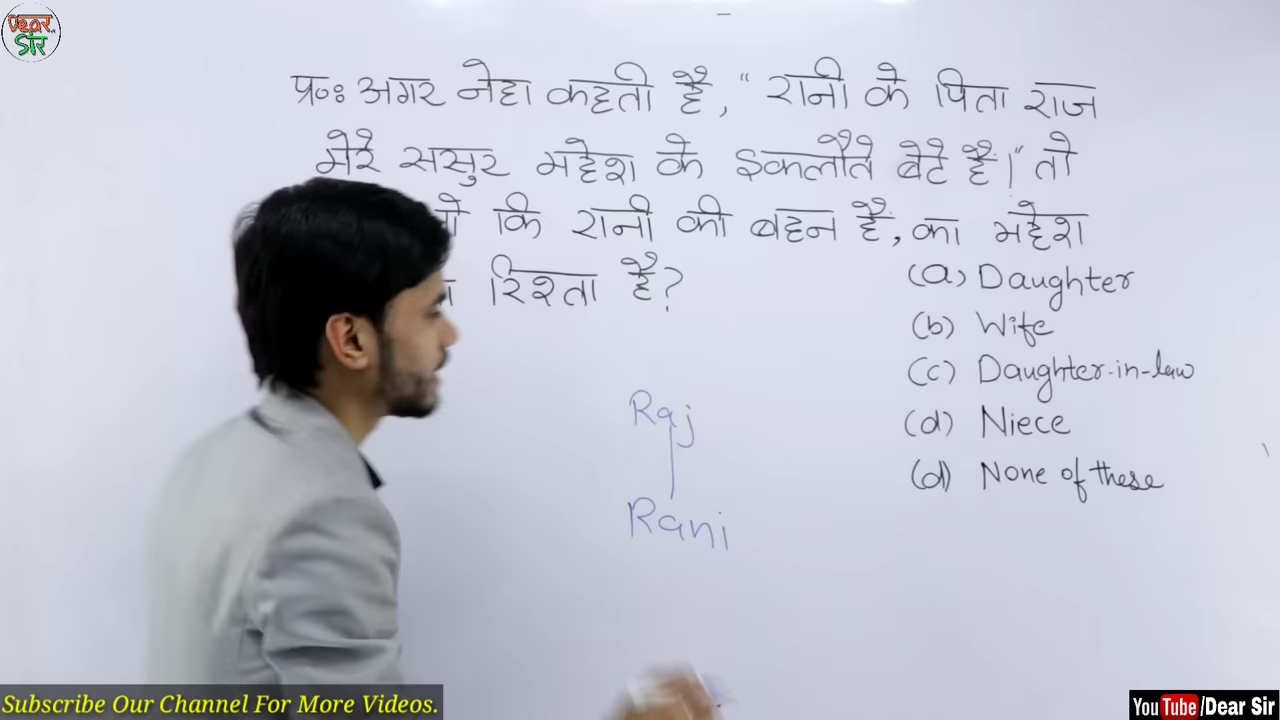 Dear Sir
प्र०ः अगर नेहा कहती है, " रानी के पिता राज
मेरे ससुर महेश के इकलौते बेटे है।" तो
कि रानी की बहन है, का महेश
रिश्ता है?
(a) Daughter
(b) Wife
(c) Daughter-in-law
(d) Niece
(d) None of these
Raj
Rani
Subscribe Our Channel For More Videos.
YouTube /Dear Sir